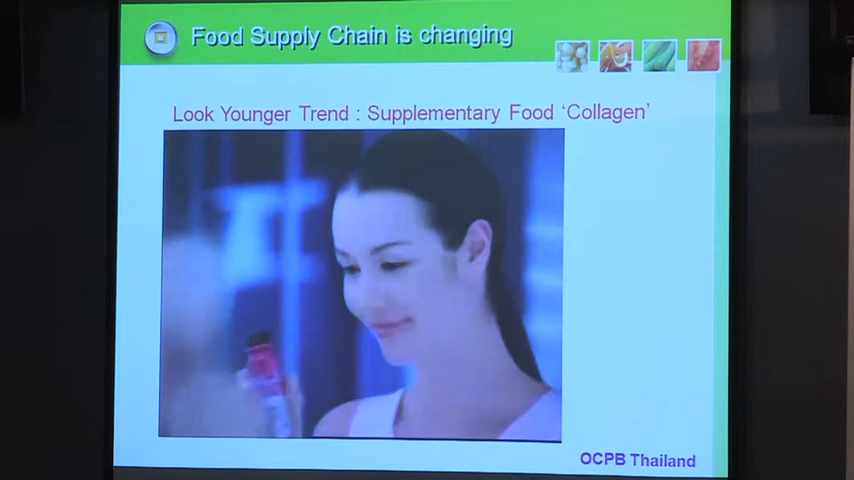 Food Supply Chain is changing
Look Younger Trend : Supplementary Food ‘Collagen’
OCPB Thailand